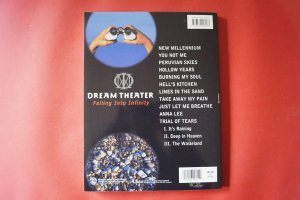 NEW MILLENNIUM
YOU NOT ME
PERUVIAN SKIES
HOLLOW YEARS
BURNING MY SOUL
HELL'S KITCHEN
LINES IN THE SAND
TAKE AWAY MY PAIN
JUST LET ME BREATHE
ANNA LEE
TRIAL OF TEARS
I. It's Raining
II. Deep in Heaven
III. The Wasteland
DREAM THEATER
Falling Into Infinity